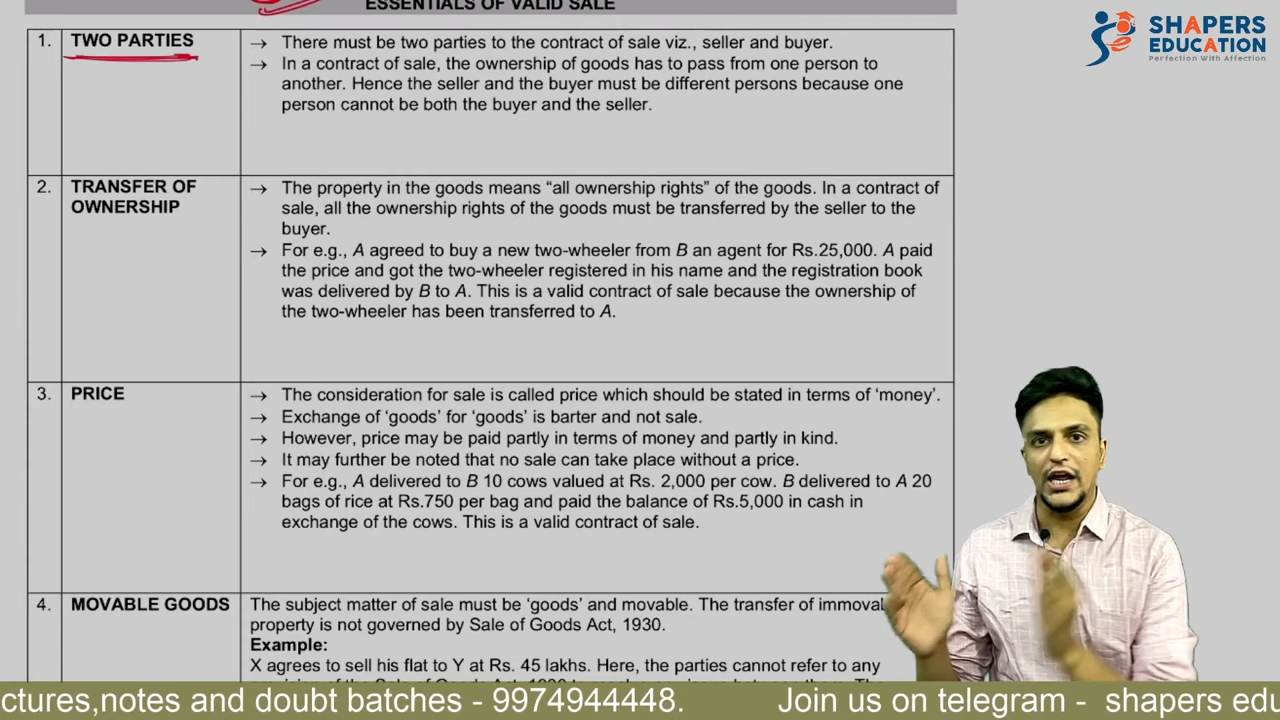 ESSENTIALS OF VALID SALE
SHAPERS
EDUCATION
Perfection With Affection
1. TWO PARTIES
→ There must be two parties to the contract of sale viz., seller and buyer.
→ In a contract of sale, the ownership of goods has to pass from one person to
another. Hence the seller and the buyer must be different persons because one
person cannot be both the buyer and the seller.
2. TRANSFER OF
OWNERSHIP
→ The property in the goods means “all ownership rights” of the goods. In a contract of
sale, all the ownership rights of the goods must be transferred by the seller to the
buyer.
→ For e.g., A agreed to buy a new two-wheeler from B an agent for Rs.25,000. A paid
the price and got the two-wheeler registered in his name and the registration book
was delivered by B to A. This is a valid contract of sale because the ownership of
the two-wheeler has been transferred to A.
3. PRICE
→ The consideration for sale is called price which should be stated in terms of ‘money’.
→ Exchange of ‘goods’ for ‘goods’ is barter and not sale.
→ However, price may be paid partly in terms of money and partly in kind.
→ It may further be noted that no sale can take place without a price.
→ For e.g., A delivered to B 10 cows valued at Rs. 2,000 per cow. B delivered to A 20
bags of rice at Rs.750 per bag and paid the balance of Rs.5,000 in cash in
exchange of the cows. This is a valid contract of sale.
4. MOVABLE GOODS
The subject matter of sale must be ‘goods’ and movable. The transfer of immoval
property is not governed by Sale of Goods Act, 1930.
Example:
X agrees to sell his flat to Y at Rs. 45 lakhs. Here, the parties cannot refer to any
ctures,notes and doubt batches - 9974944448. Join us on telegram - shapers edu